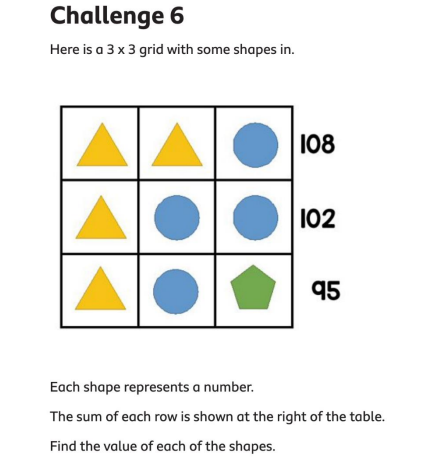 Challenge 6
Here is a 3 x 3 grid with some shapes in.
108
102
95
Each shape represents a number.
The sum of each row is shown at the right of the table.
Find the value of each of the shapes.